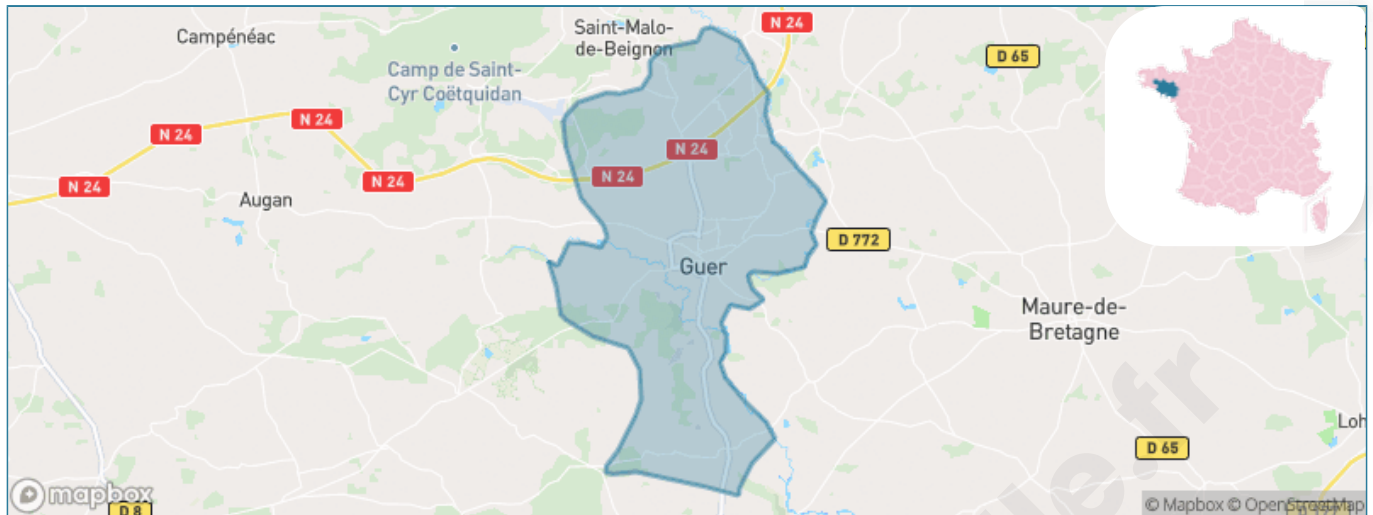 Campénéac
Saint-Malo-
de-Beignon
N 24
D 65
Camp de Saint-
Cyr Coëtquidan
N 24
N 24
N 24
N 24
N 24
N 24
Augan
D 772
Guer
Maure-de-
Bretagne
D 65
Loh
mapbox
D 8
© Mapbox © OpenStreetMap